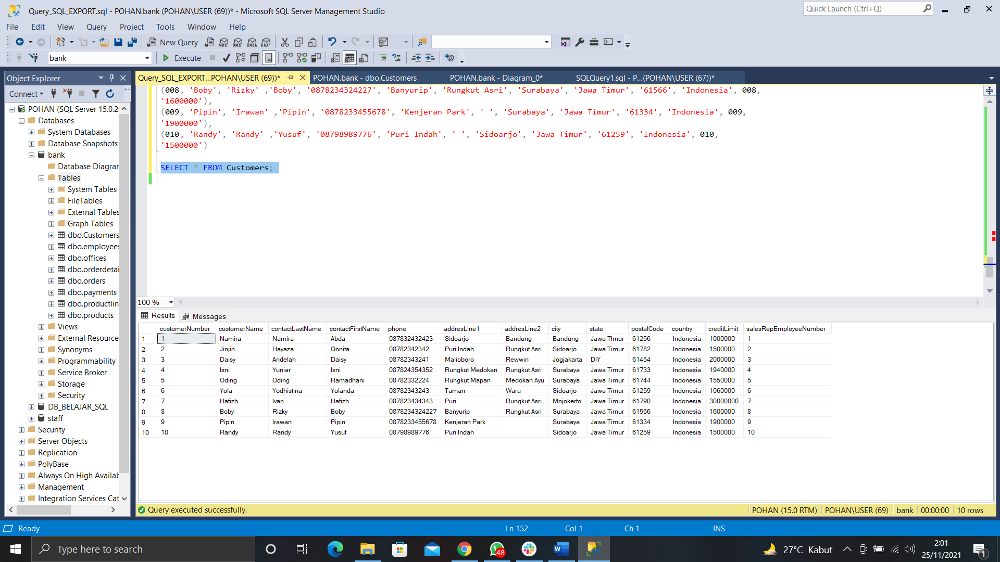 Query_SQL_EXPORT.sql - POHAN.bank (POHAN\USER (69))* - Microsoft SQL Server Management Studio
Quick Launch (Ctrl+Q)
File Edit View Query Project Tools Window Help
New Query MDX DMX XMLA DAX
bank Execute
Object Explorer
Query_SQL_EXPORT...POHAN\USER (69))* POHAN.bank - dbo.Customers POHAN.bank - Diagram_0* SQLQuery1.sql - P...(POHAN\USER (67))*
Connect
(008, 'Boby', 'Rizky' ,'Boby', '0878234324227', 'Banyurip', 'Rungkut Asri', 'Surabaya', 'Jawa Timur', '61566', 'Indonesia', 008,
'1600000'),
(009, 'Pipin', 'Irawan' ,'Pipin', '0878233455678', 'Kenjeran Park', ' ', 'Surabaya', 'Jawa Timur', '61334', 'Indonesia', 009,
'1900000'),
(010, 'Randy', 'Randy' ,'Yusuf', '08798989776', 'Puri Indah', ' ', 'Sidoarjo', 'Jawa Timur', '61259', 'Indonesia', 010,
'1500000')
SELECT * FROM Customers;
POHAN (SQL Server 15.0.2
Databases
System Databases
Database Snapshots
bank
Database Diagrar
Tables
System Tables
FileTables
External Tables
Graph Tables
dbo.Customers
dbo.employees
dbo.offices
dbo.orderdetai
dbo.orders
dbo.payments
dbo.productlin
dbo.products
Views
External Resource
Synonyms
Programmability
Service Broker
Storage
Security
DB_BELAJAR_SQL
staff
Security
Server Objects
Replication
PolyBase
Always On High Availab
Management
Integration Services Cat
100 %
Results Messages
customerNumber customerName contactLastName contactFirstName phone addresLine1 addresLine2 city state postalCode country creditLimit salesRepEmployeeNumber
1 1 Namira Namira Abda 087832432423 Sidoarjo Bandung Bandung Jawa TImur 61256 Indonesia 1000000 1
2 2 Jinjin Hayaza Qonita 08782342342 Puri Indah Rungkut Asri Sidoarjo Jawa Timur 61782 Indonesia 1500000 2
3 3 Daisy Andelah Daisy 08782343241 Malioboro Rewwin Jogjakarta DIY 61454 Indonesia 2000000 3
4 4 Isni Yuniar Isni 087824354352 Rungkut Medokan Rungkut Asri Surabaya Jawa Timur 61733 Indonesia 1940000 4
5 5 Oding Oding Ramadhani 08782332224 Rungkut Mapan Medokan Ayu Surabaya Jawa Timur 61744 Indonesia 1550000 5
6 6 Yola Yodhistina Yolanda 08782343243 Taman Waru Sidoarjo Jawa Timur 61259 Indonesia 1060000 6
7 7 Hafizh Ivan Hafizh 087823434343 Puri Rungkut Asri Mojokerto Jawa Timur 61790 Indonesia 30000000 7
8 8 Boby Rizky Boby 0878234324227 Banyurip Rungkut Asri Surabaya Jawa Timur 61566 Indonesia 1600000 8
9 9 Pipin Irawan Pipin 0878233455678 Kenjeran Park Surabaya Jawa Timur 61334 Indonesia 1900000 9
10 10 Randy Randy Yusuf 08798989776 Puri Indah Sidoarjo Jawa Timur 61259 Indonesia 1500000 10
Query executed successfully. POHAN (15.0 RTM) POHAN\USER (69) bank 00:00:00 10 rows
Ready Ln 152 Col 1 Ch 1 INS
Type here to search 48 27°C Kabut 2:01
25/11/2021 1